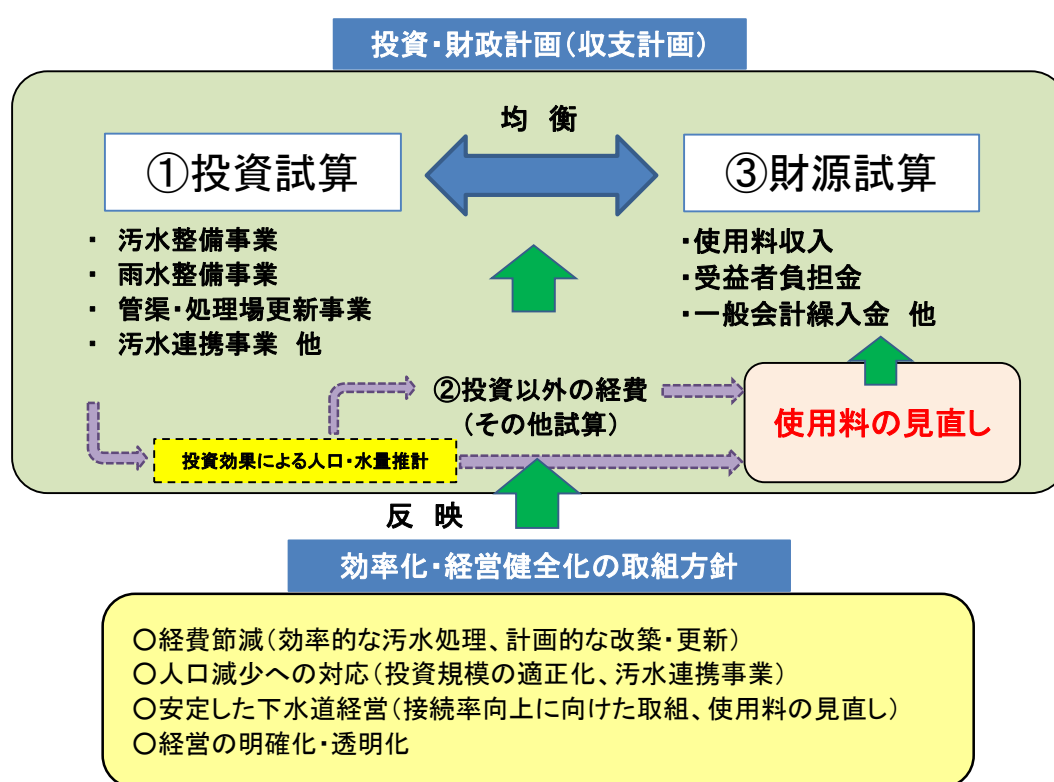 投資・財政計画(収支計画)
均 衡
①投資試算
③財源試算
・ 汚水整備事業
・ 雨水整備事業
・ 管渠・処理場更新事業
・ 汚水連携事業 他
・使用料収入
・受益者負担金
・一般会計繰入金 他
②投資以外の経費
(その他試算)
使用料の見直し
投資効果による人口・水量推計
反 映
効率化・経営健全化の取組方針
〇経費節減(効率的な汚水処理、計画的な改築・更新)
〇人口減少への対応(投資規模の適正化、汚水連携事業)
〇安定した下水道経営(接続率向上に向けた取組、使用料の見直し)
〇経営の明確化・透明化